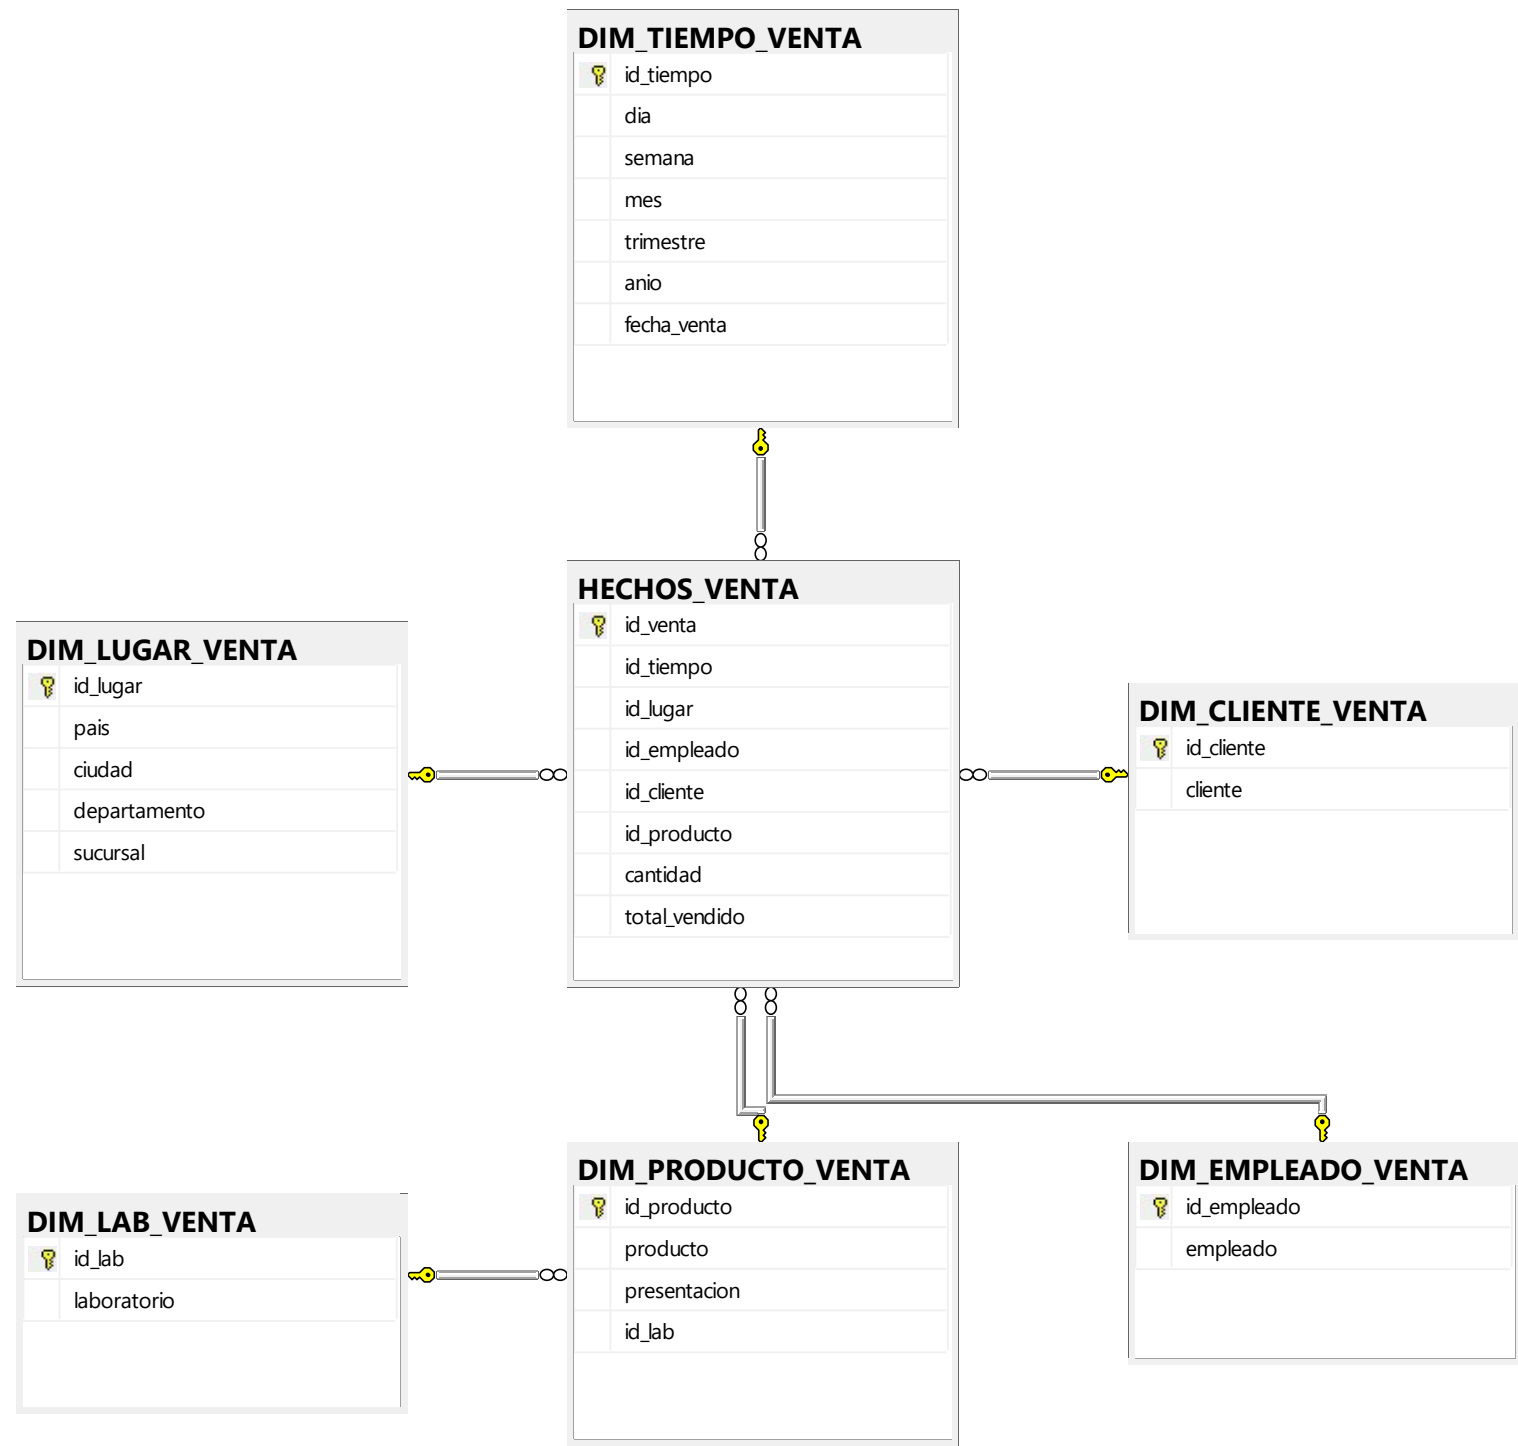 DIM_TIEMPO_VENTA
id_tiempo
dia
semana
mes
trimestre
anio
fecha_venta
HECHOS_VENTA
id_venta
id_tiempo
id_lugar
id_empleado
id_cliente
id_producto
cantidad
total_vendido
DIM_LUGAR_VENTA
id_lugar
pais
ciudad
departamento
sucursal
DIM_CLIENTE_VENTA
id_cliente
cliente
DIM_LAB_VENTA
id_lab
laboratorio
DIM_PRODUCTO_VENTA
id_producto
producto
presentacion
id_lab
DIM_EMPLEADO_VENTA
id_empleado
empleado